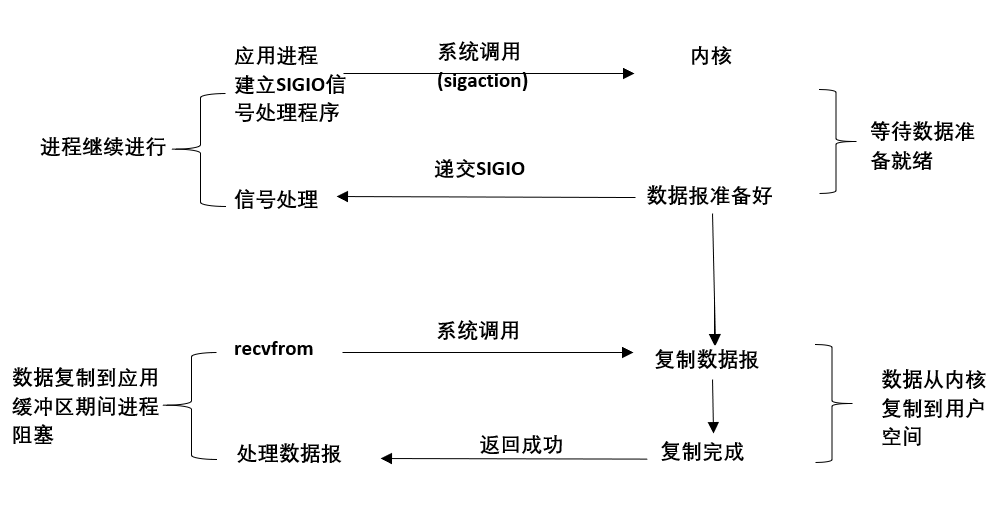 应用进程
建立SIGIO信
号处理程序
系统调用
(sigaction)
内核
进程继续进行
等待数据准
备就绪
递交SIGIO
信号处理
数据报准备好
recvfrom
系统调用
复制数据报
数据复制到应用
缓冲区期间进程
阻塞
数据从内核
复制到用户
空间
处理数据报
返回成功
复制完成